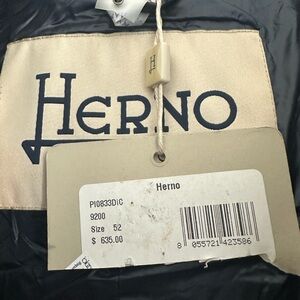 HERNO
Herno
PI0833DIC
9200
Size 52
$ 635.00
8 055721 423586